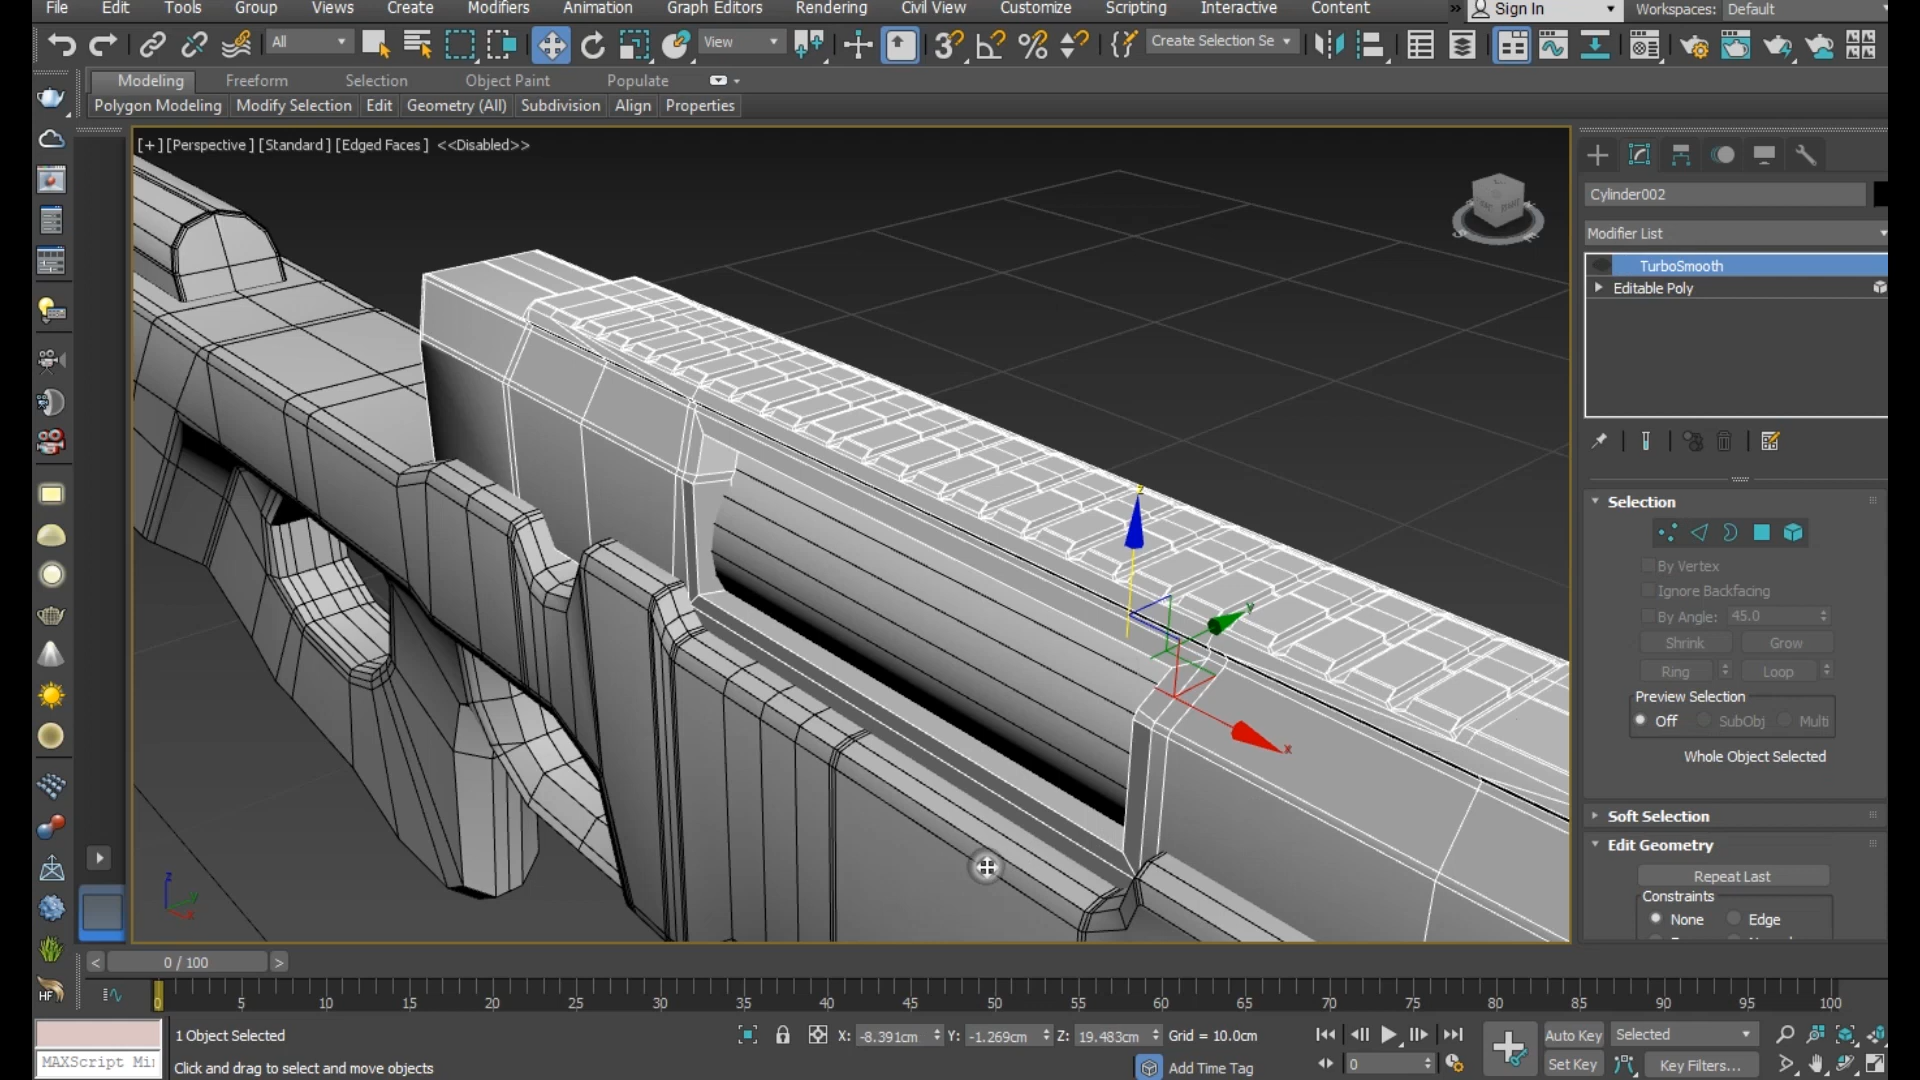 File Edit Tools Group Views Create Modifiers Animation Graph Editors Rendering Civil View Customize Scripting Interactive Content » Sign In Workspaces: Default
All View Create Selection Se
Modeling Freeform Selection Object Paint Populate
Polygon Modeling Modify Selection Edit Geometry (All) Subdivision Align Properties
[+] [Perspective] [Standard] [Edged Faces] <<Disabled>>
Cylinder002
Modifier List
TurboSmooth
Editable Poly
Selection
By Vertex
Ignore Backfacing
By Angle: 45.0
Shrink Grow
Ring Loop
Preview Selection
Off SubObj Multi
Whole Object Selected
Soft Selection
Edit Geometry
Repeat Last
Constraints
None Edge
z
y
x
z
HF
< 0 / 100 >
0 5 10 15 20 25 30 35 40 45 50 55 60 65 70 75 80 85 90 95 100
1 Object Selected X: -8.391cm Y: -1.269cm Z: 19.483cm Grid = 10.0cm Auto Key Selected
MAXScript Mi Click and drag to select and move objects Add Time Tag 0 Set Key Key Filters...